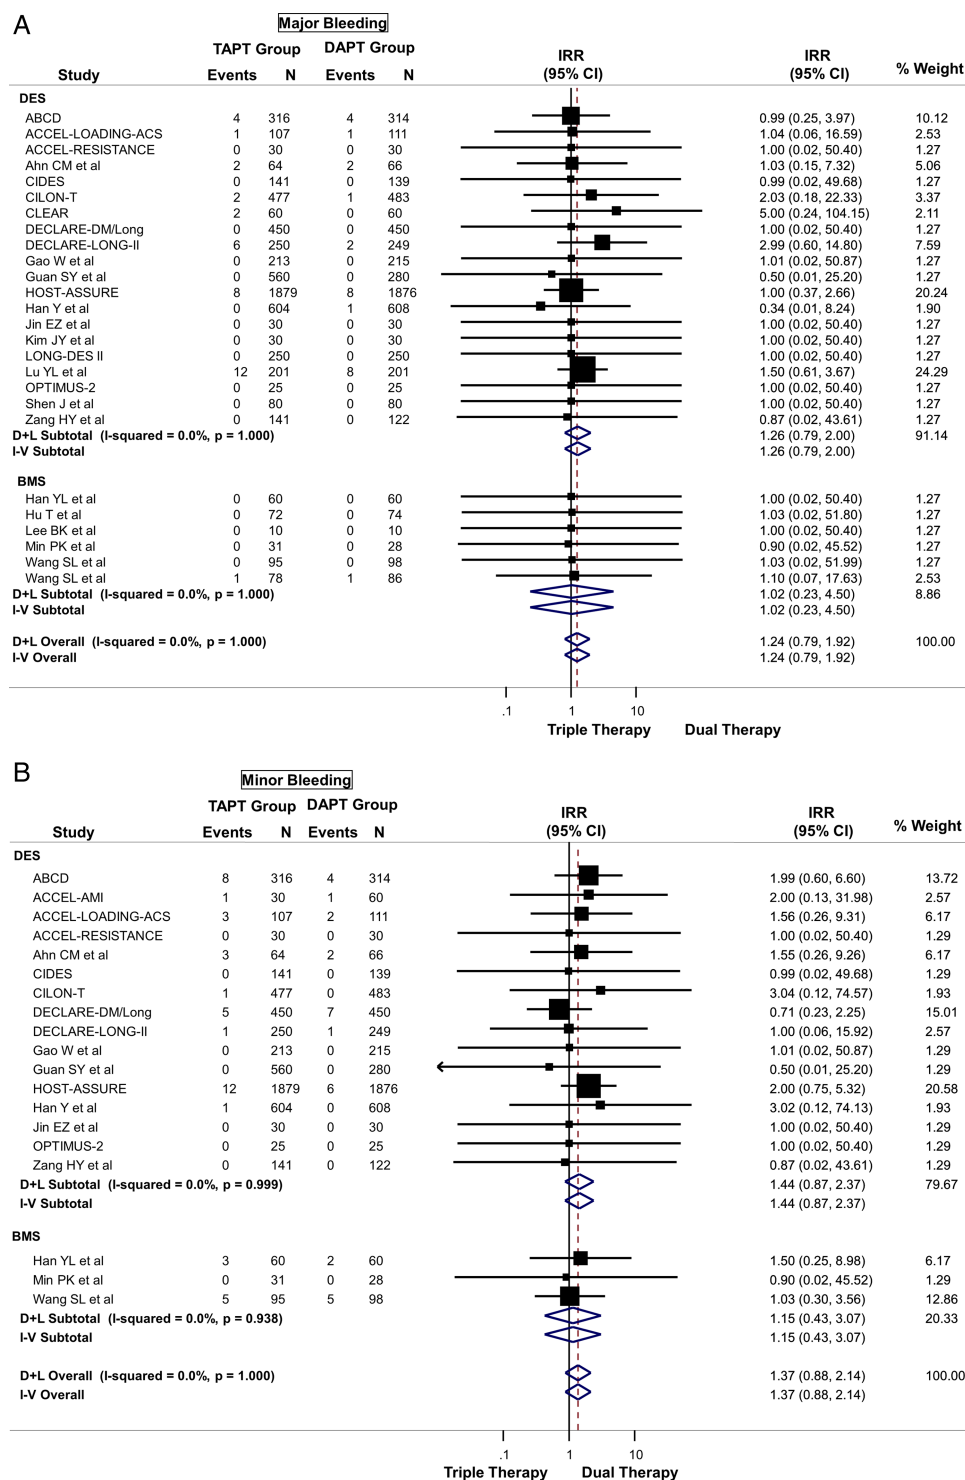 A
Major Bleeding
TAPT Group DAPT Group IRR IRR
Study Events N Events N (95% CI) (95% CI) % Weight
DES
ABCD 4 316 4 314 0.99 (0.25, 3.97) 10.12
ACCEL-LOADING-ACS 1 107 1 111 1.04 (0.06, 16.59) 2.53
ACCEL-RESISTANCE 0 30 0 30 1.00 (0.02, 50.40) 1.27
Ahn CM et al 2 64 2 66 1.03 (0.15, 7.32) 5.06
CIDES 0 141 0 139 0.99 (0.02, 49.68) 1.27
CILON-T 2 477 1 483 2.03 (0.18, 22.33) 3.37
CLEAR 2 60 0 60 5.00 (0.24, 104.15) 2.11
DECLARE-DM/Long 0 450 0 450 1.00 (0.02, 50.40) 1.27
DECLARE-LONG-II 6 250 2 249 2.99 (0.60, 14.80) 7.59
Gao W et al 0 213 0 215 1.01 (0.02, 50.87) 1.27
Guan SY et al 0 560 0 280 0.50 (0.01, 25.20) 1.27
HOST-ASSURE 8 1879 8 1876 1.00 (0.37, 2.66) 20.24
Han Y et al 0 604 1 608 0.34 (0.01, 8.24) 1.90
Jin EZ et al 0 30 0 30 1.00 (0.02, 50.40) 1.27
Kim JY et al 0 30 0 30 1.00 (0.02, 50.40) 1.27
LONG-DES II 0 250 0 250 1.00 (0.02, 50.40) 1.27
Lu YL et al 12 201 8 201 1.50 (0.61, 3.67) 24.29
OPTIMUS-2 0 25 0 25 1.00 (0.02, 50.40) 1.27
Shen J et al 0 80 0 80 1.00 (0.02, 50.40) 1.27
Zang HY et al 0 141 0 122 0.87 (0.02, 43.61) 1.27
D+L Subtotal (I-squared = 0.0%, p = 1.000) 1.26 (0.79, 2.00) 91.14
I-V Subtotal 1.26 (0.79, 2.00)
BMS
Han YL et al 0 60 0 60 1.00 (0.02, 50.40) 1.27
Hu T et al 0 72 0 74 1.03 (0.02, 51.80) 1.27
Lee BK et al 0 10 0 10 1.00 (0.02, 50.40) 1.27
Min PK et al 0 31 0 28 0.90 (0.02, 45.52) 1.27
Wang SL et al 0 95 0 98 1.03 (0.02, 51.99) 1.27
Wang SL et al 1 78 1 86 1.10 (0.07, 17.63) 2.53
D+L Subtotal (I-squared = 0.0%, p = 1.000) 1.02 (0.23, 4.50) 8.86
I-V Subtotal 1.02 (0.23, 4.50)
D+L Overall (I-squared = 0.0%, p = 1.000) 1.24 (0.79, 1.92) 100.00
I-V Overall 1.24 (0.79, 1.92)
.1 1 10
Triple Therapy Dual Therapy
B
Minor Bleeding
TAPT Group DAPT Group IRR IRR
Study Events N Events N (95% CI) (95% CI) % Weight
DES
ABCD 8 316 4 314 1.99 (0.60, 6.60) 13.72
ACCEL-AMI 1 30 1 60 2.00 (0.13, 31.98) 2.57
ACCEL-LOADING-ACS 3 107 2 111 1.56 (0.26, 9.31) 6.17
ACCEL-RESISTANCE 0 30 0 30 1.00 (0.02, 50.40) 1.29
Ahn CM et al 3 64 2 66 1.55 (0.26, 9.26) 6.17
CIDES 0 141 0 139 0.99 (0.02, 49.68) 1.29
CILON-T 1 477 0 483 3.04 (0.12, 74.57) 1.93
DECLARE-DM/Long 5 450 7 450 0.71 (0.23, 2.25) 15.01
DECLARE-LONG-II 1 250 1 249 1.00 (0.06, 15.92) 2.57
Gao W et al 0 213 0 215 1.01 (0.02, 50.87) 1.29
Guan SY et al 0 560 0 280 0.50 (0.01, 25.20) 1.29
HOST-ASSURE 12 1879 6 1876 2.00 (0.75, 5.32) 20.58
Han Y et al 1 604 0 608 3.02 (0.12, 74.13) 1.93
Jin EZ et al 0 30 0 30 1.00 (0.02, 50.40) 1.29
OPTIMUS-2 0 25 0 25 1.00 (0.02, 50.40) 1.29
Zang HY et al 0 141 0 122 0.87 (0.02, 43.61) 1.29
D+L Subtotal (I-squared = 0.0%, p = 0.999) 1.44 (0.87, 2.37) 79.67
I-V Subtotal 1.44 (0.87, 2.37)
BMS
Han YL et al 3 60 2 60 1.50 (0.25, 8.98) 6.17
Min PK et al 0 31 0 28 0.90 (0.02, 45.52) 1.29
Wang SL et al 5 95 5 98 1.03 (0.30, 3.56) 12.86
D+L Subtotal (I-squared = 0.0%, p = 0.938) 1.15 (0.43, 3.07) 20.33
I-V Subtotal 1.15 (0.43, 3.07)
D+L Overall (I-squared = 0.0%, p = 1.000) 1.37 (0.88, 2.14) 100.00
I-V Overall 1.37 (0.88, 2.14)
.1 1 10
Triple Therapy Dual Therapy